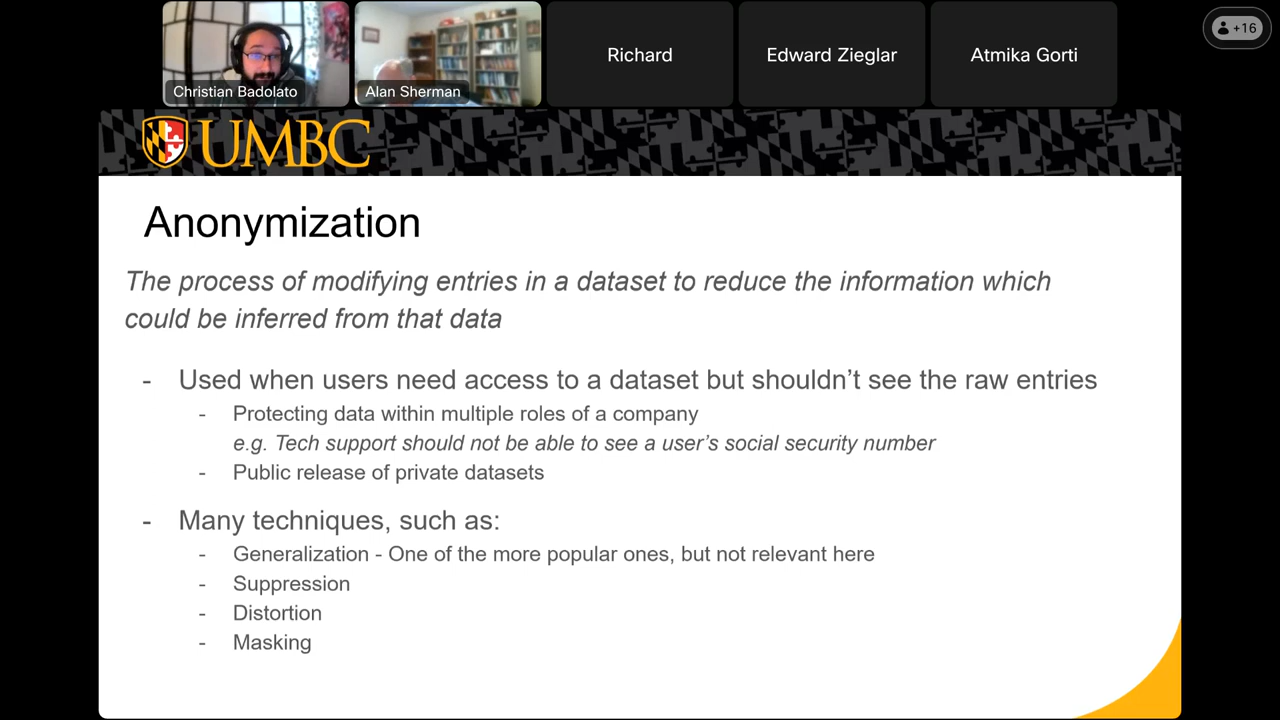 Christian Badolato
Alan Sherman
Richard
Edward Zieglar
Atmika Gorti
+16
UMBC
Anonymization
The process of modifying entries in a dataset to reduce the information which
could be inferred from that data
- Used when users need access to a dataset but shouldn’t see the raw entries
- Protecting data within multiple roles of a company
e.g. Tech support should not be able to see a user’s social security number
- Public release of private datasets
- Many techniques, such as:
- Generalization - One of the more popular ones, but not relevant here
- Suppression
- Distortion
- Masking